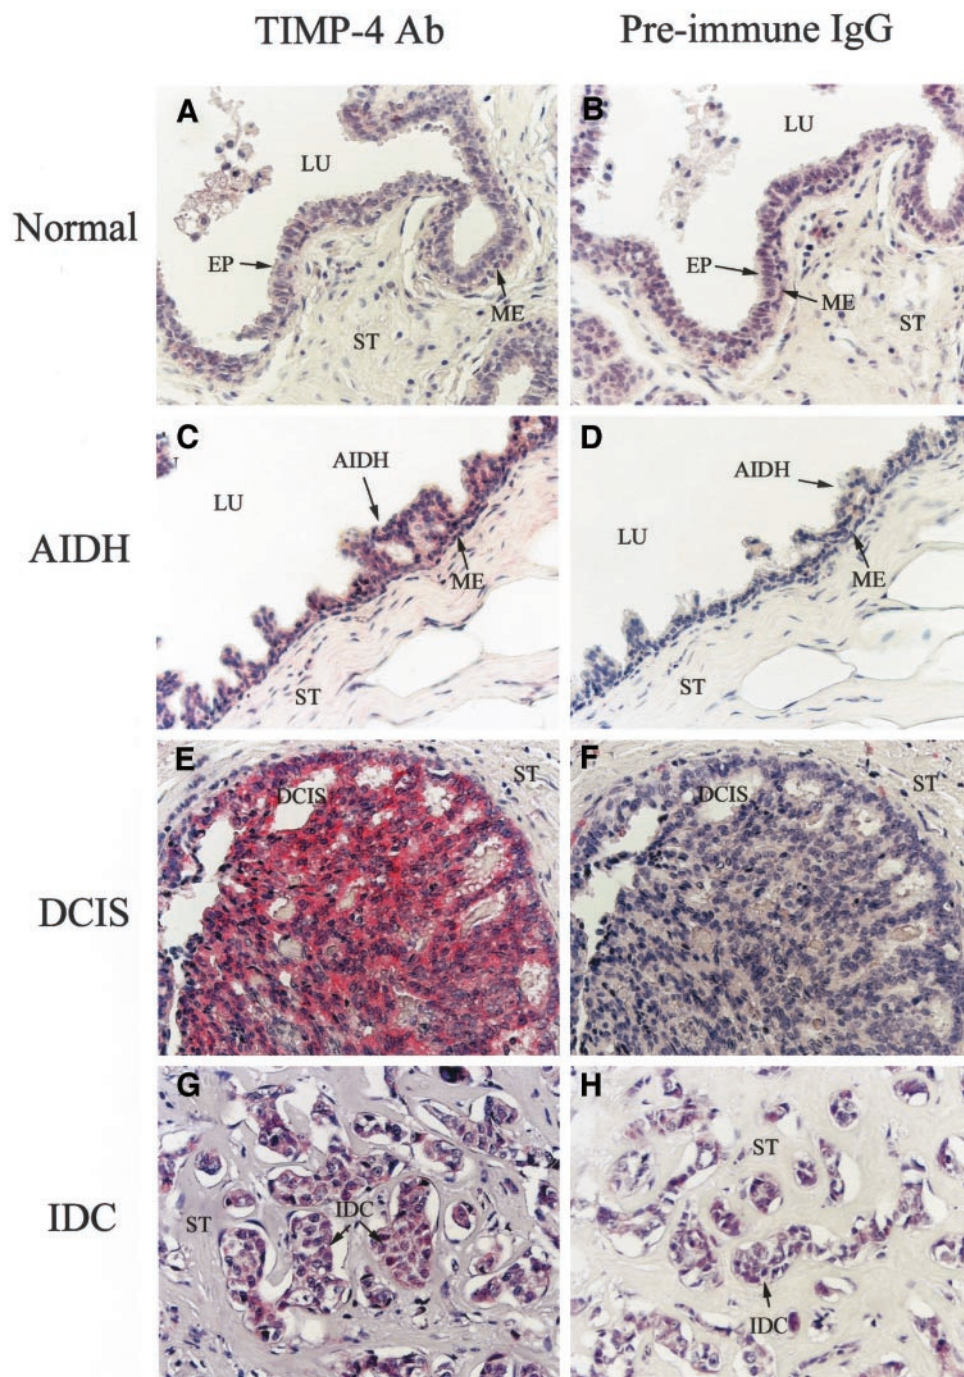 TIMP-4 Ab Pre-immune IgG
Normal
A
LU
EP
ME
ST
B
LU
EP
ME
ST
AIDH
C
AIDH
LU
ME
ST
D
AIDH
LU
ME
ST
DCIS
E
ST
DCIS
F
DCIS
ST
IDC
G
IDC
ST
H
ST
IDC